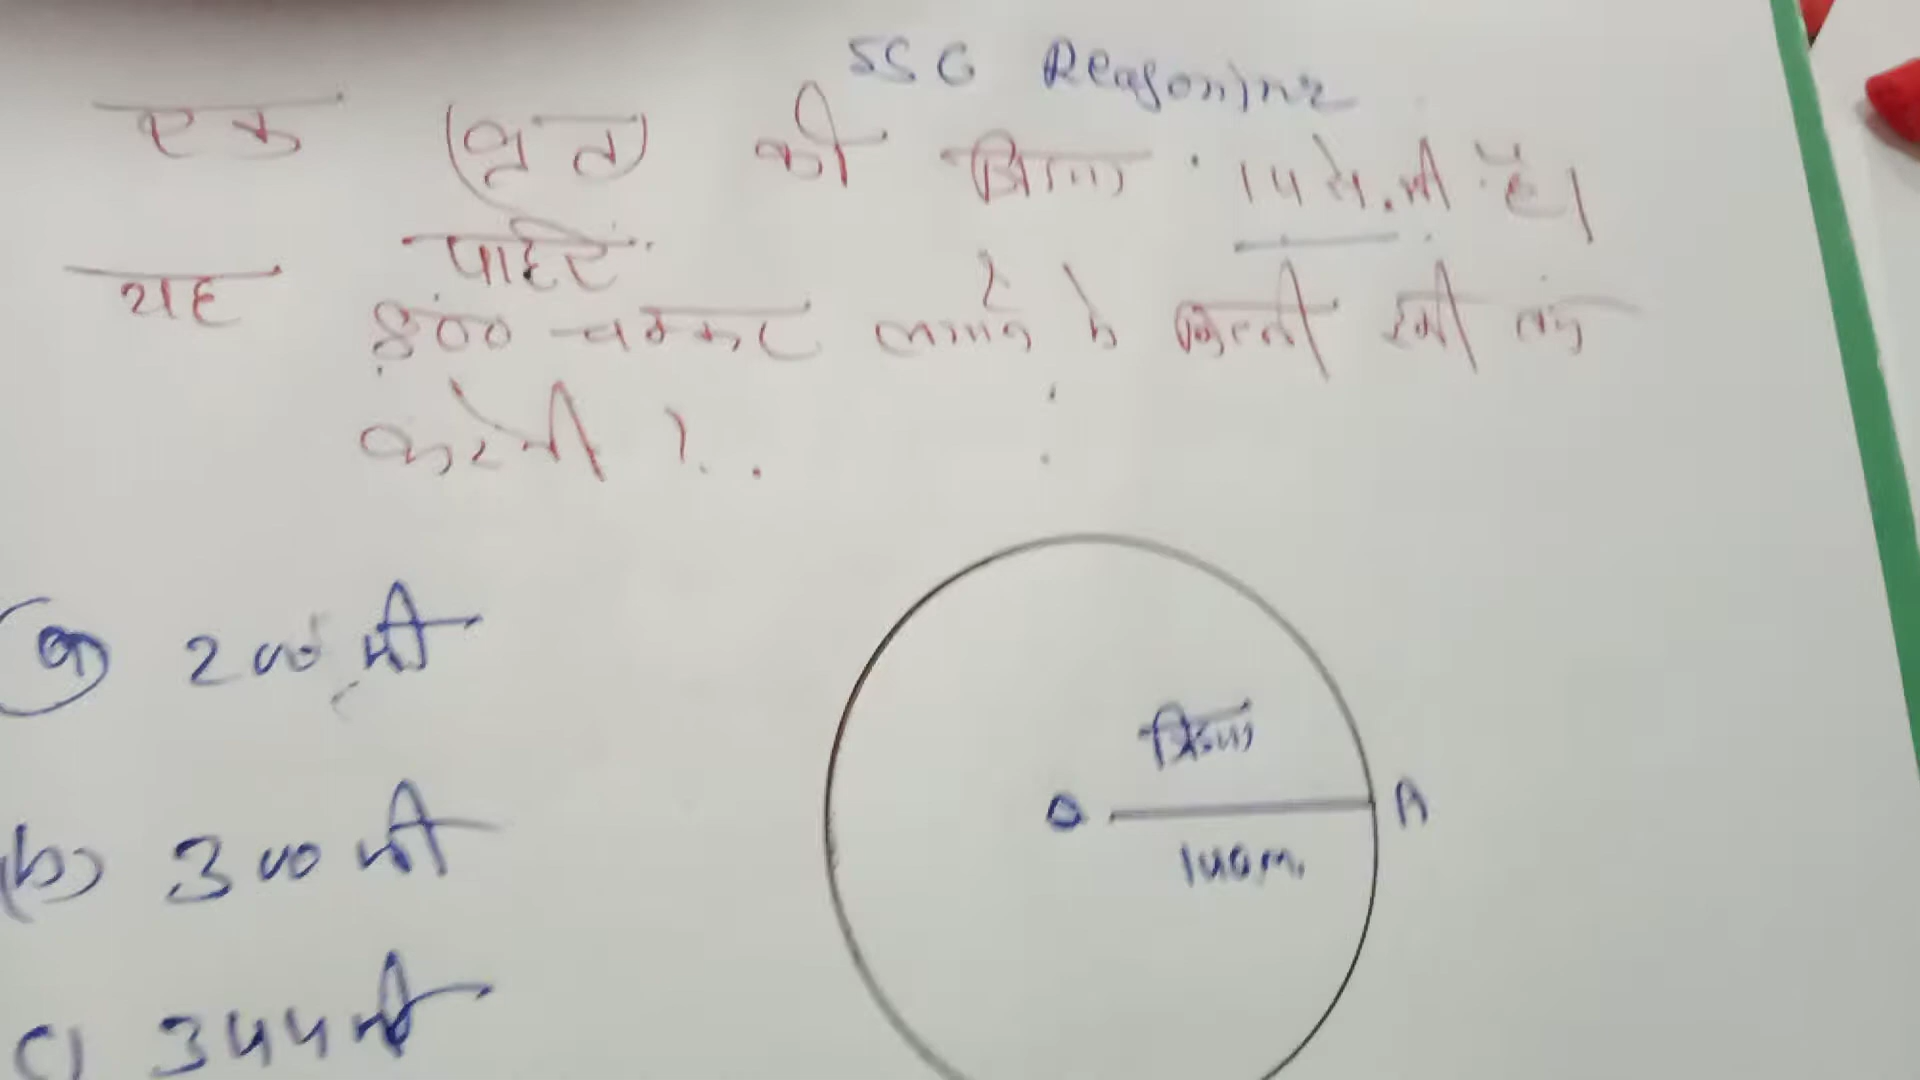 SSC Reasoning
एक (वृत) की त्रिज्या 14 से.मी है।
पहिए
यह 800 चक्कर लगाने में कितनी दूरी तय
करेगी ?
(a) 200 मी
(b) 300 मी
त्रिज्या
O A
14cm.
c) 344 मी